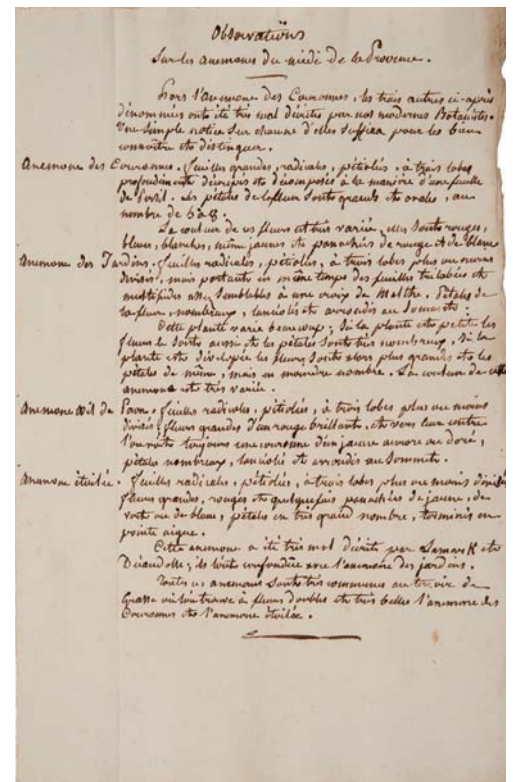 Observations
Sur les anemones du midi de la Provence.
hors l'anemone des Couronnes, les trois autres ci-après
dénommées ont été très mal décrites par nos modernes Botanistes.
Une simple notice sur chacune d'elles suffira pour les bien
connaître et distinguer.
Anemone des Couronnes. feuilles grandes, radicales, pétiolées, à trois lobes
profondément découpés et décomposés à la manière d'une feuille
de Persil. Les pétales de la fleur sont grands et ovales, au
nombre de 5 à 8.
La couleur de ces fleurs est très variée, elles sont rouges,
bleues, blanches, même jaunes et panachées de rouge et de blanc
Anemone des Jardins. feuilles radicales, pétiolées, à trois lobes plus ou moins
divisés, mais portant en même temps des feuilles trilobées et
multifides assez semblables à une croix de Malthe. Pétales de
la fleur, nombreux, lanciolés et arrondis au sommet.
Cette plante varie beaucoup; si la plante est petite les
fleurs le sont aussi et les pétales sont très nombreux, si la
plante est développée les fleurs sont alors plus grandes et les
pétales de même, mais en moindre nombre. La couleur de cette
anemone est très variée.
Anemone œil de Paon. feuilles radicales, pétiolées, à trois lobes plus ou moins
divisés, fleurs grandes d'un rouge brillant, et vers leur centre
l'on voit toujours une couronne d'un jaune aurore ou doré,
pétales nombreux, lanciolés et arrondis au sommet.
Anemone étoilée. feuilles radicales, pétiolées, à trois lobes plus ou moins divisés
fleurs grandes, rouges et quelquefois panachées de jaune, de
vert ou de blanc, pétales en très grand nombre, terminés en
pointe aigue.
Cette anemone a été très mal décrite par Lamarck et
Décandolle; ils l'ont confondue avec l'anemone des jardins.
Toutes ces anemones sont très communes au terroir de
Grasse où l'on trouve à fleurs doubles et très belles l'anemone des
Couronnes et l'anemone étoilée.